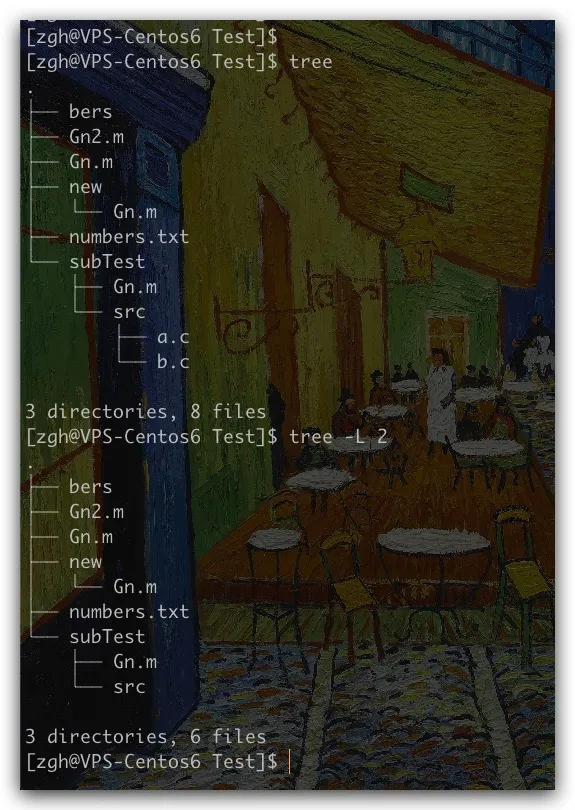 [zgh@VPS-Centos6 Test]$
[zgh@VPS-Centos6 Test]$ tree
.
├── bers
├── Gn2.m
├── Gn.m
├── new
│   └── Gn.m
├── numbers.txt
└── subTest
    ├── Gn.m
    └── src
        ├── a.c
        └── b.c

3 directories, 8 files
[zgh@VPS-Centos6 Test]$ tree -L 2
.
├── bers
├── Gn2.m
├── Gn.m
├── new
│   └── Gn.m
├── numbers.txt
└── subTest
    ├── Gn.m
    └── src

3 directories, 6 files
[zgh@VPS-Centos6 Test]$